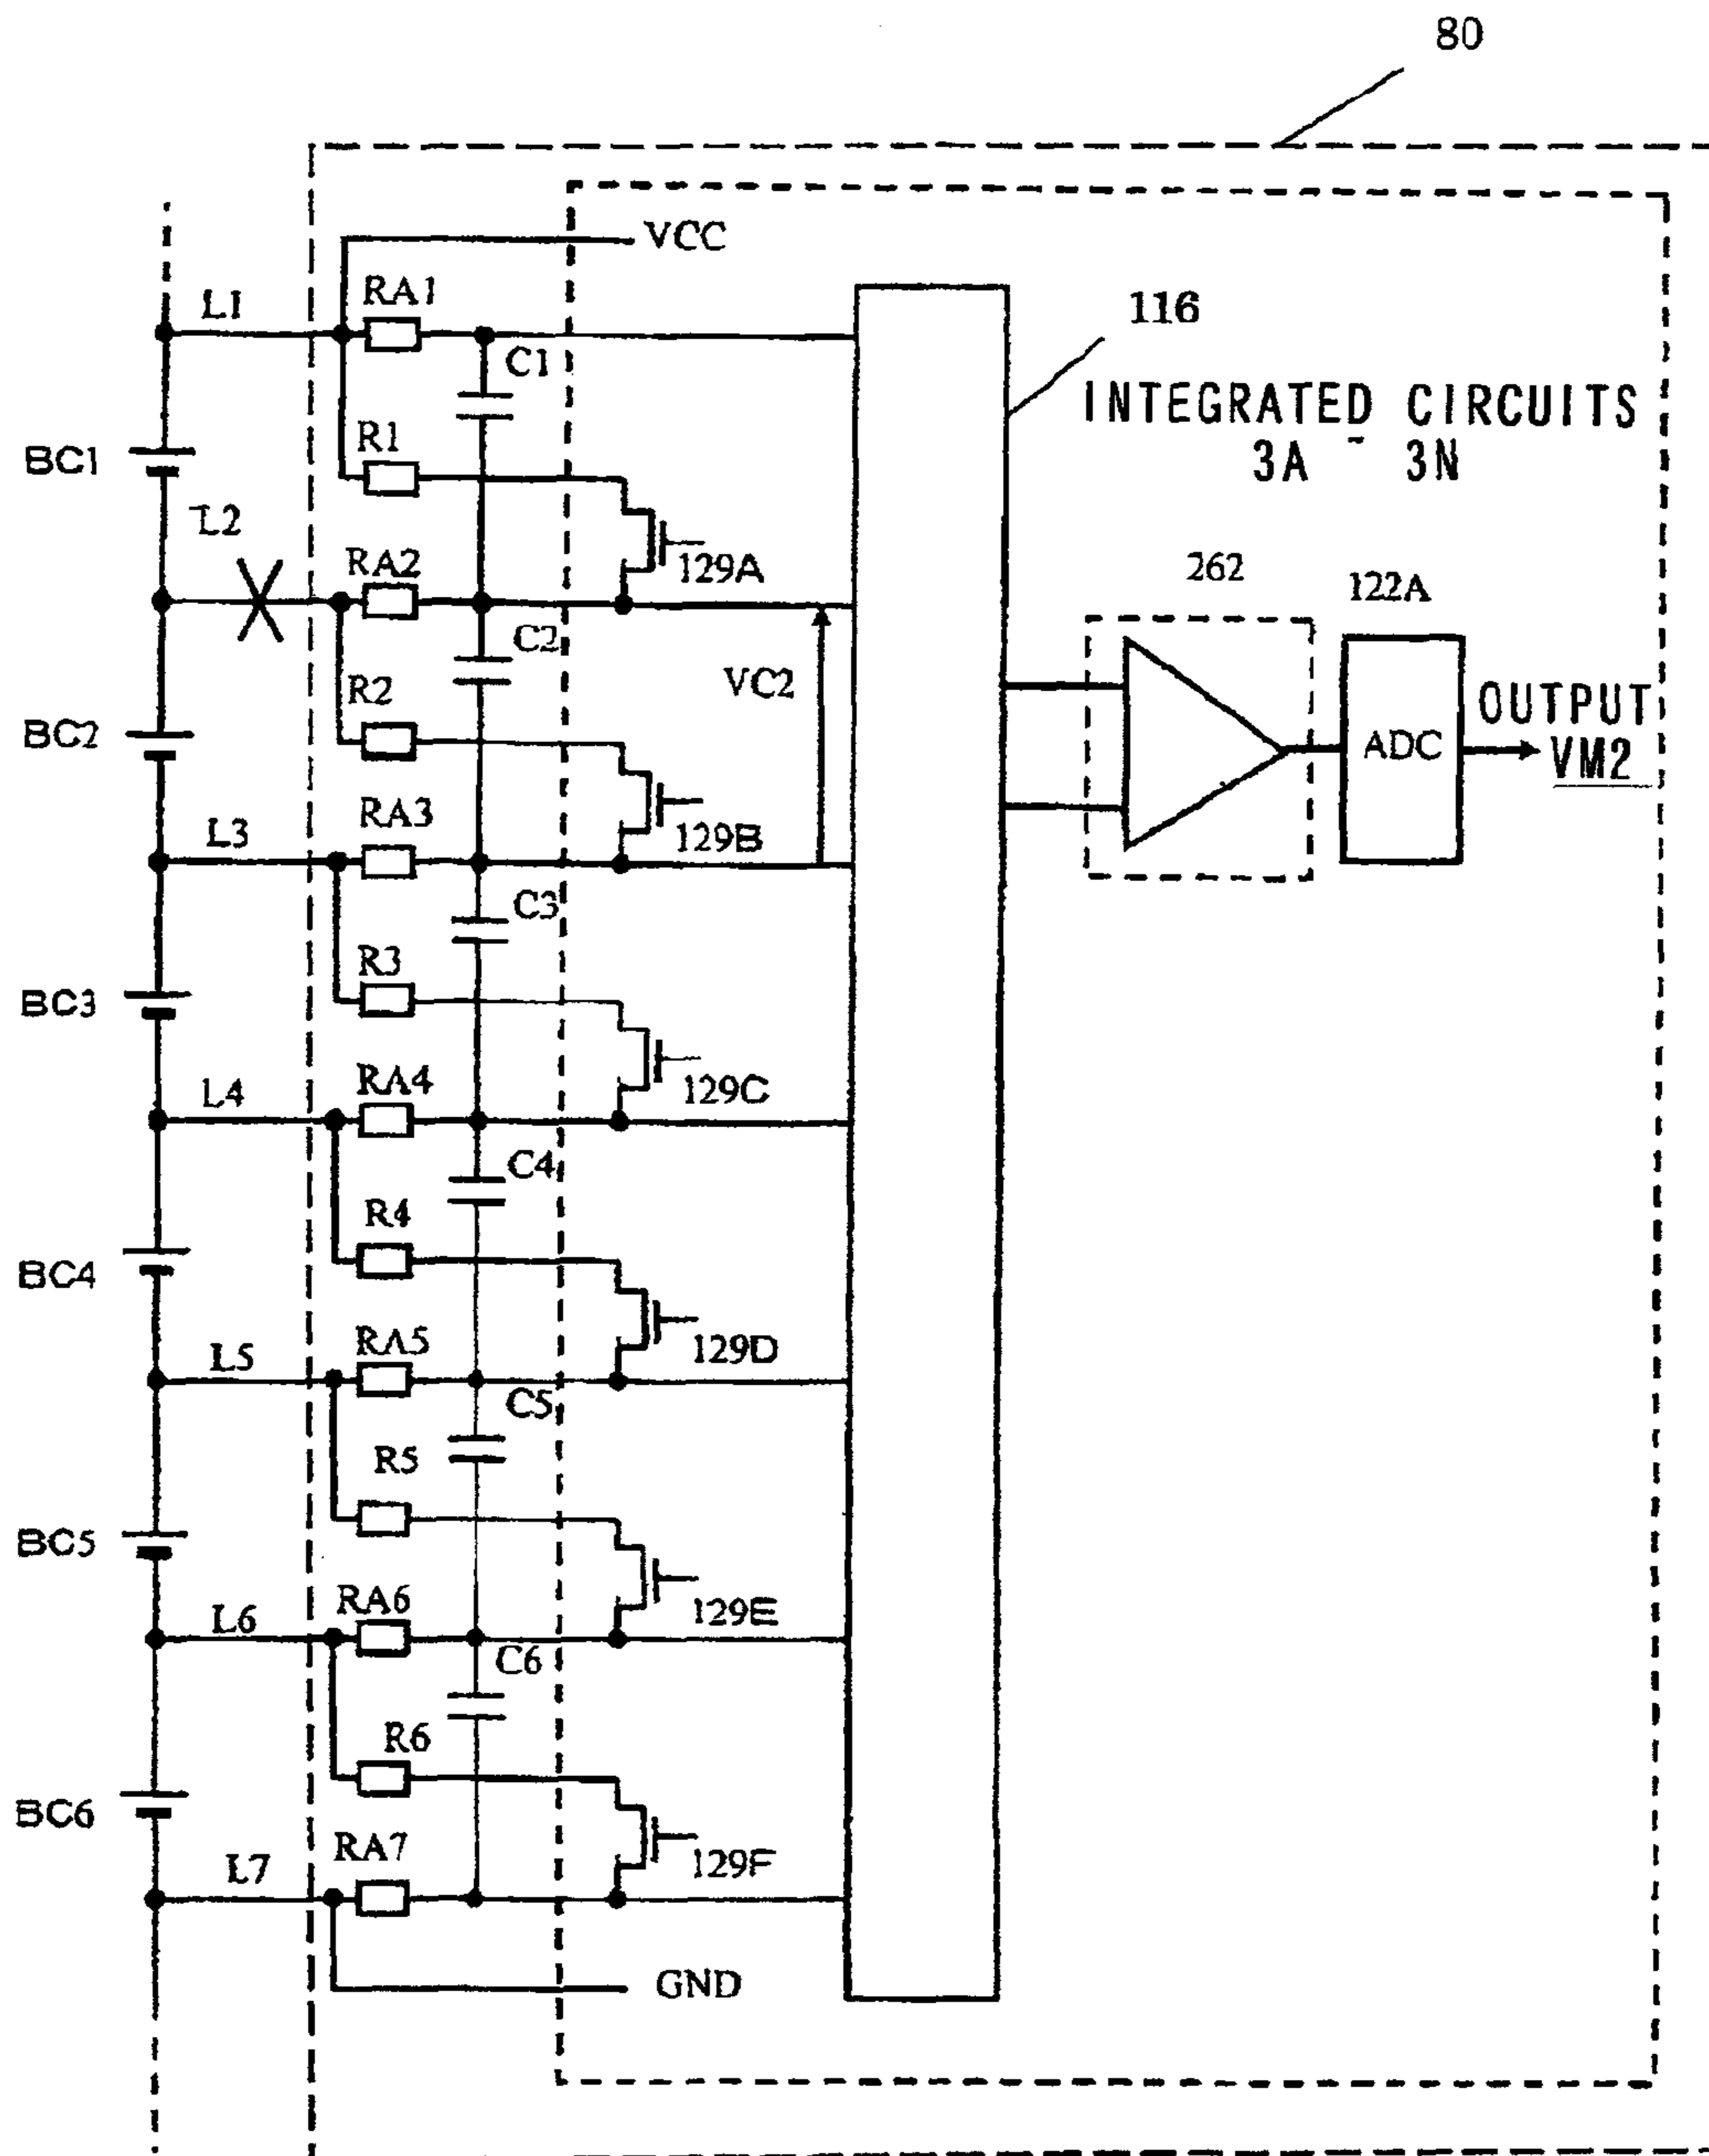 80
VCC
L1
RA1
C1
116
INTEGRATED CIRCUITS
3A - 3N
R1
BC1
L2
RA2
129A
262
122A
C2
R2
VC2
BC2
ADC
OUTPUT
VM2
RA3
129B
L3
C3
R3
BC3
L4
RA4
129C
C4
R4
BC4
L5
RA5
129D
C5
R5
BC5
L6
RA6
129E
C6
R6
BC6
L7
RA7
129F
GND